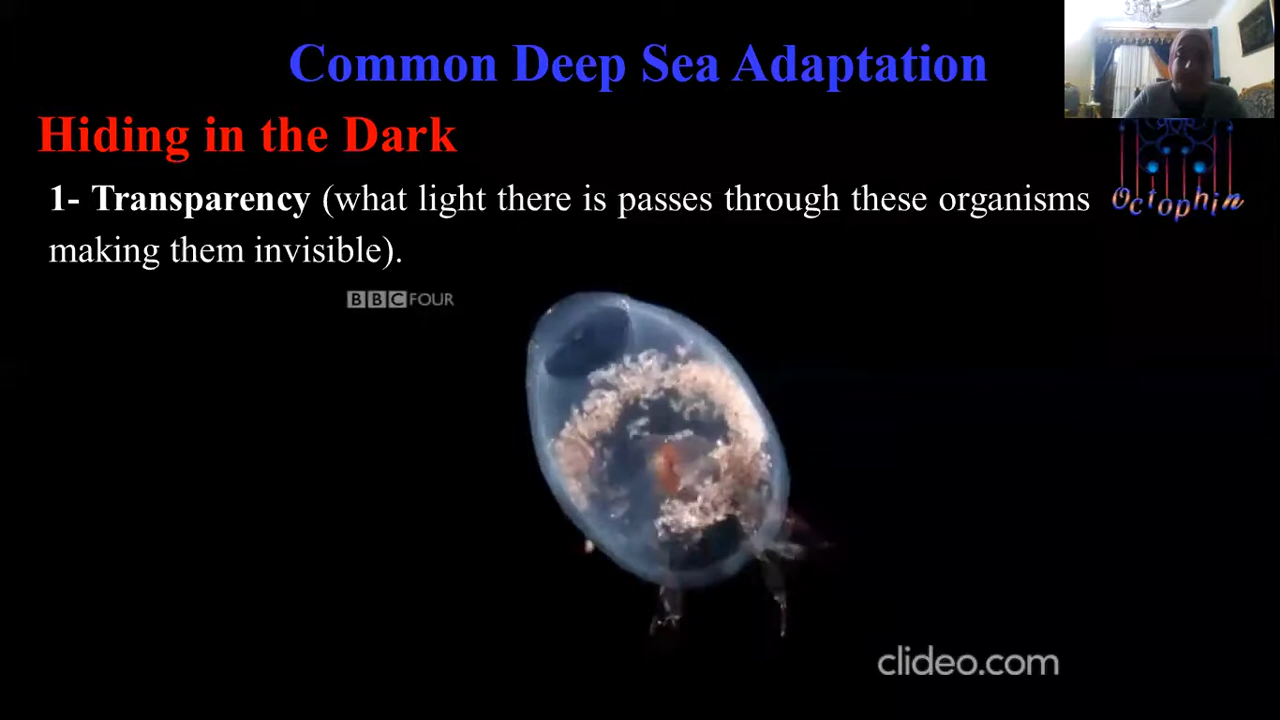 Common Deep Sea Adaptation
Hiding in the Dark
1- Transparency (what light there is passes through these organisms
making them invisible).
Octophin
BBC FOUR
clideo.com